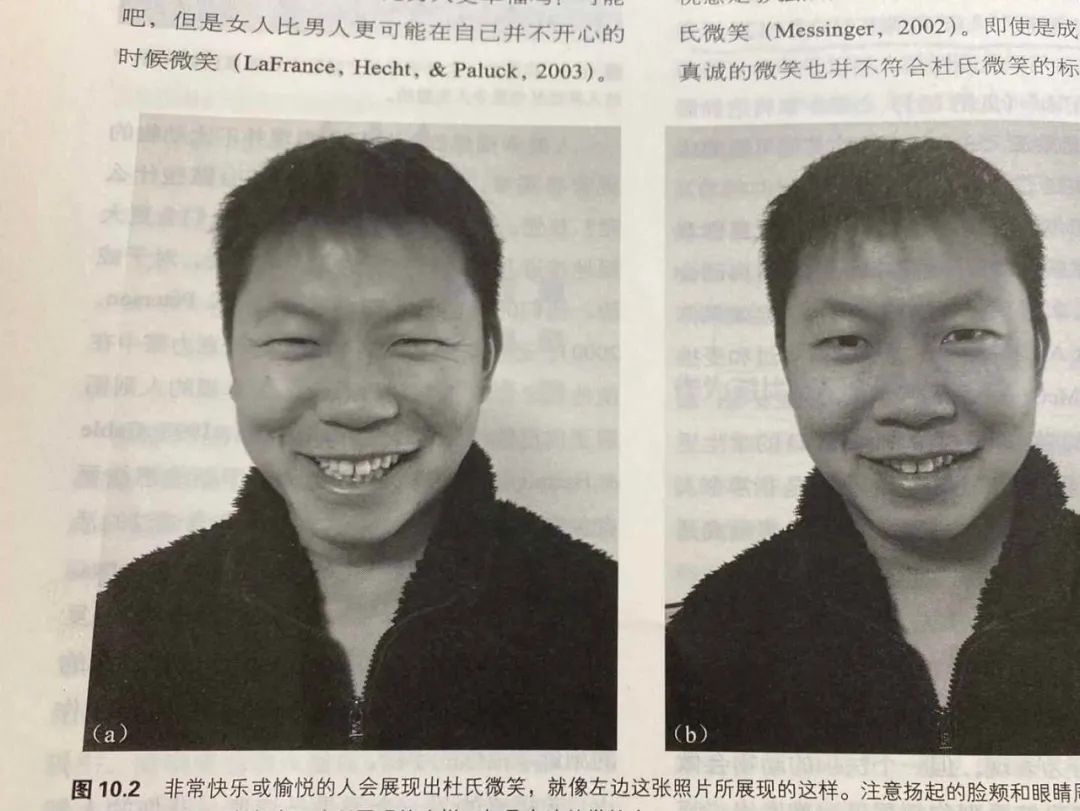 吧，但是女人比男人更可能在自己并不开心的
时候微笑（LaFrance, Hecht, & Paluck, 2003）。
氏微笑（Messinger, 2002）。即使是成
真诚的微笑也并不符合杜氏微笑的标
（a）
（b）
图 10.2 非常快乐或愉悦的人会展现出杜氏微笑，就像左边这张照片所展现的这样。注意扬起的脸颊和眼睛周